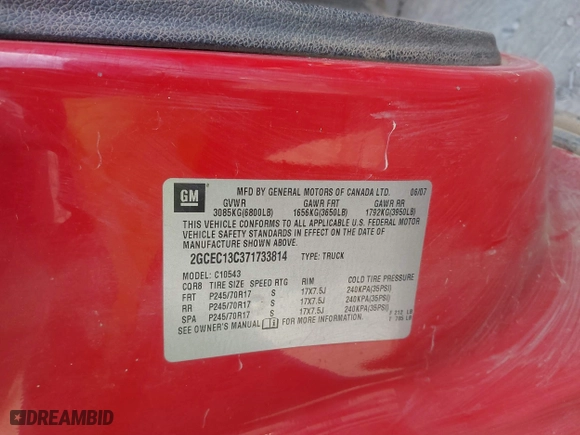 GM
MFD BY GENERAL MOTORS OF CANADA LTD. 06/07
GVWR GAWR FRT GAWR RR
3085KG(6800LB) 1656KG(3650LB) 1792KG(3950LB)
THIS VEHICLE CONFORMS TO ALL APPLICABLE U.S. FEDERAL MOTOR
VEHICLE SAFETY STANDARDS IN EFFECT ON THE DATE OF
MANUFACTURE SHOWN ABOVE.
2GCEC13C371733814 TYPE: TRUCK
MODEL: C10543
CQR8 TIRE SIZE SPEED RTG RIM COLD TIRE PRESSURE
FRT P245/70R17 S 17X7.5J 240KPA(35PSI)
RR P245/70R17 S 17X7.5J 240KPA(35PSI)
SPA P245/70R17 S 17X7.5J 240KPA(35PSI)
SEE OWNER'S MANUAL FOR MORE INFORMATION.
DREAMBID